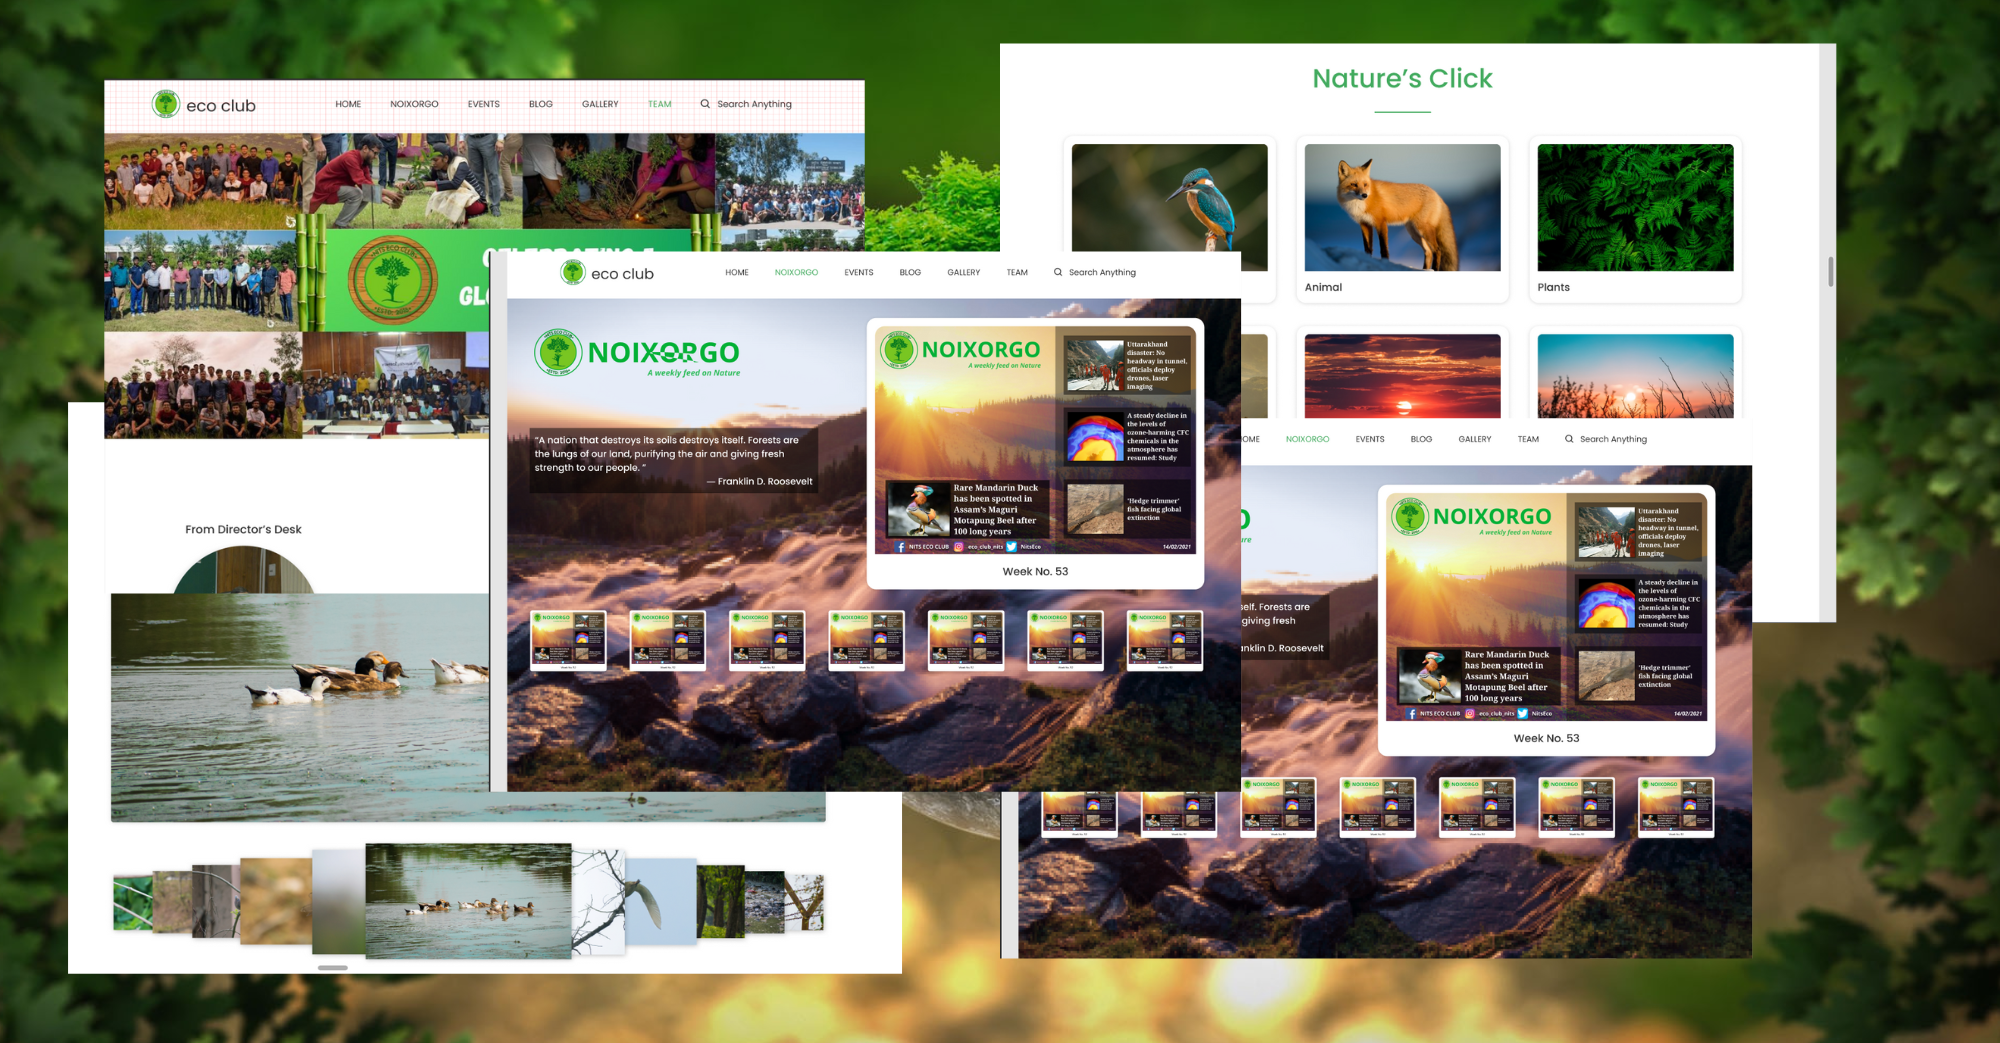 eco club
HOME NOIXORGO EVENTS BLOG GALLERY TEAM Search Anything
From Director's Desk
Nature's Click
Animal
Plants
eco club
HOME NOIXORGO EVENTS BLOG GALLERY TEAM Search Anything
NOIXORGO
A weekly feed on Nature
"A nation that destroys its soils destroys itself. Forests are
the lungs of our land, purifying the air and giving fresh
strength to our people. "
— Franklin D. Roosevelt
NOIXORGO
A weekly feed on Nature
Uttarakhand
disaster: No
headway in tunnel,
officials deploy
drones, laser
imaging
A steady decline in
the levels of
ozone-harming CFC
chemicals in the
atmosphere has
resumed: Study
Rare Mandarin Duck
has been spotted in
Assam's Maguri
Motapung Beel after
100 long years
'Hedge trimmer'
fish facing global
extinction
NITS ECO CLUB eco_club_nits NitsEco 14/02/2021
Week No. 53
OME NOIXORGO EVENTS BLOG GALLERY TEAM Search Anything
NOIXORGO
A weekly feed on Nature
Uttarakhand
disaster: No
headway in tunnel,
officials deploy
drones, laser
imaging
A steady decline in
the levels of
ozone-harming CFC
chemicals in the
atmosphere has
resumed: Study
self. Forests are
giving fresh
anklin D. Roosevelt
Rare Mandarin Duck
has been spotted in
Assam's Maguri
Motapung Beel after
100 long years
'Hedge trimmer'
fish facing global
extinction
NITS ECO CLUB eco_club_nits NitsEco 14/02/2021
Week No. 53